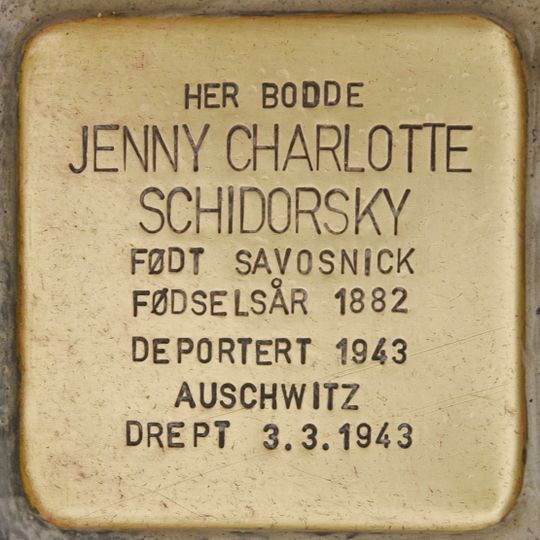 HER BODDE
JENNY CHARLOTTE
SCHIDORSKY
FØDT SAVOSNICK
FØDSELSÅR 1882
DEPORTERT 1943
AUSCHWITZ
DREPT 3.3.1943